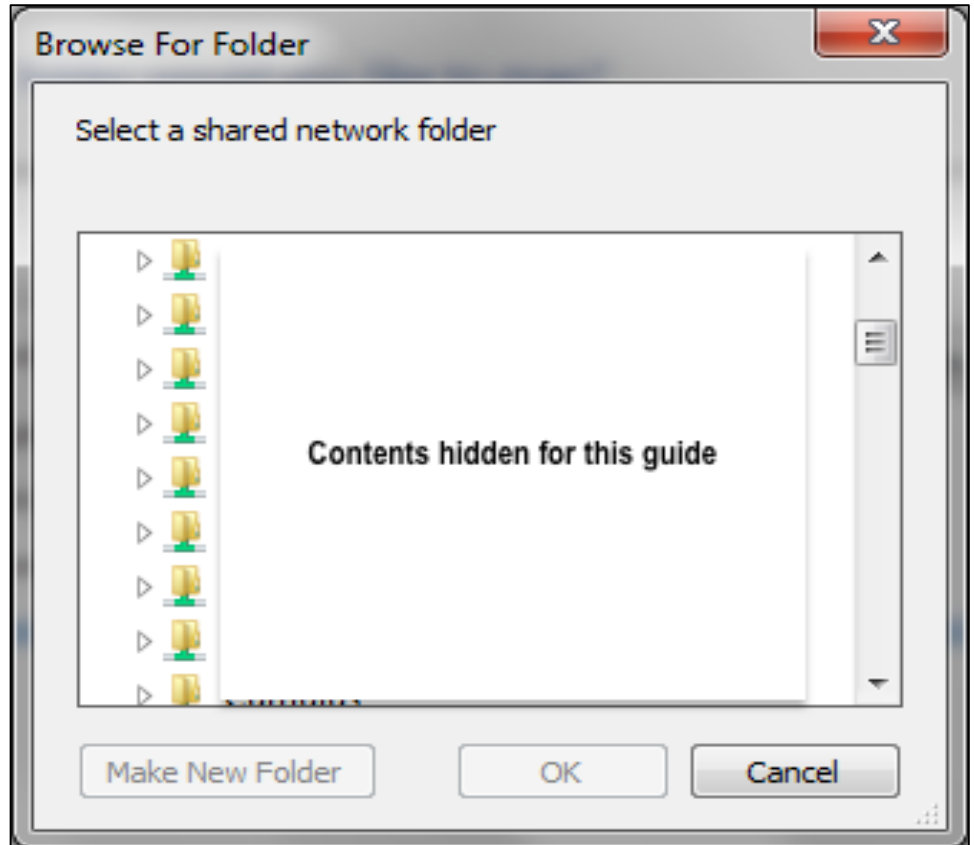 Browse For Folder
Select a shared network folder
Contents hidden for this guide
Make New Folder
OK
Cancel